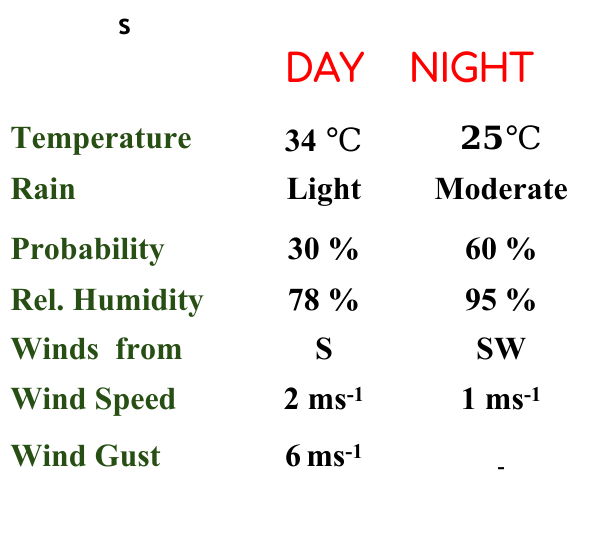 s
DAY NIGHT
Temperature 34 °C 25°C
Rain Light Moderate
Probability 30 % 60 %
Rel. Humidity 78 % 95 %
Winds from S SW
Wind Speed 2 ms⁻¹ 1 ms⁻¹
Wind Gust 6 ms⁻¹ -